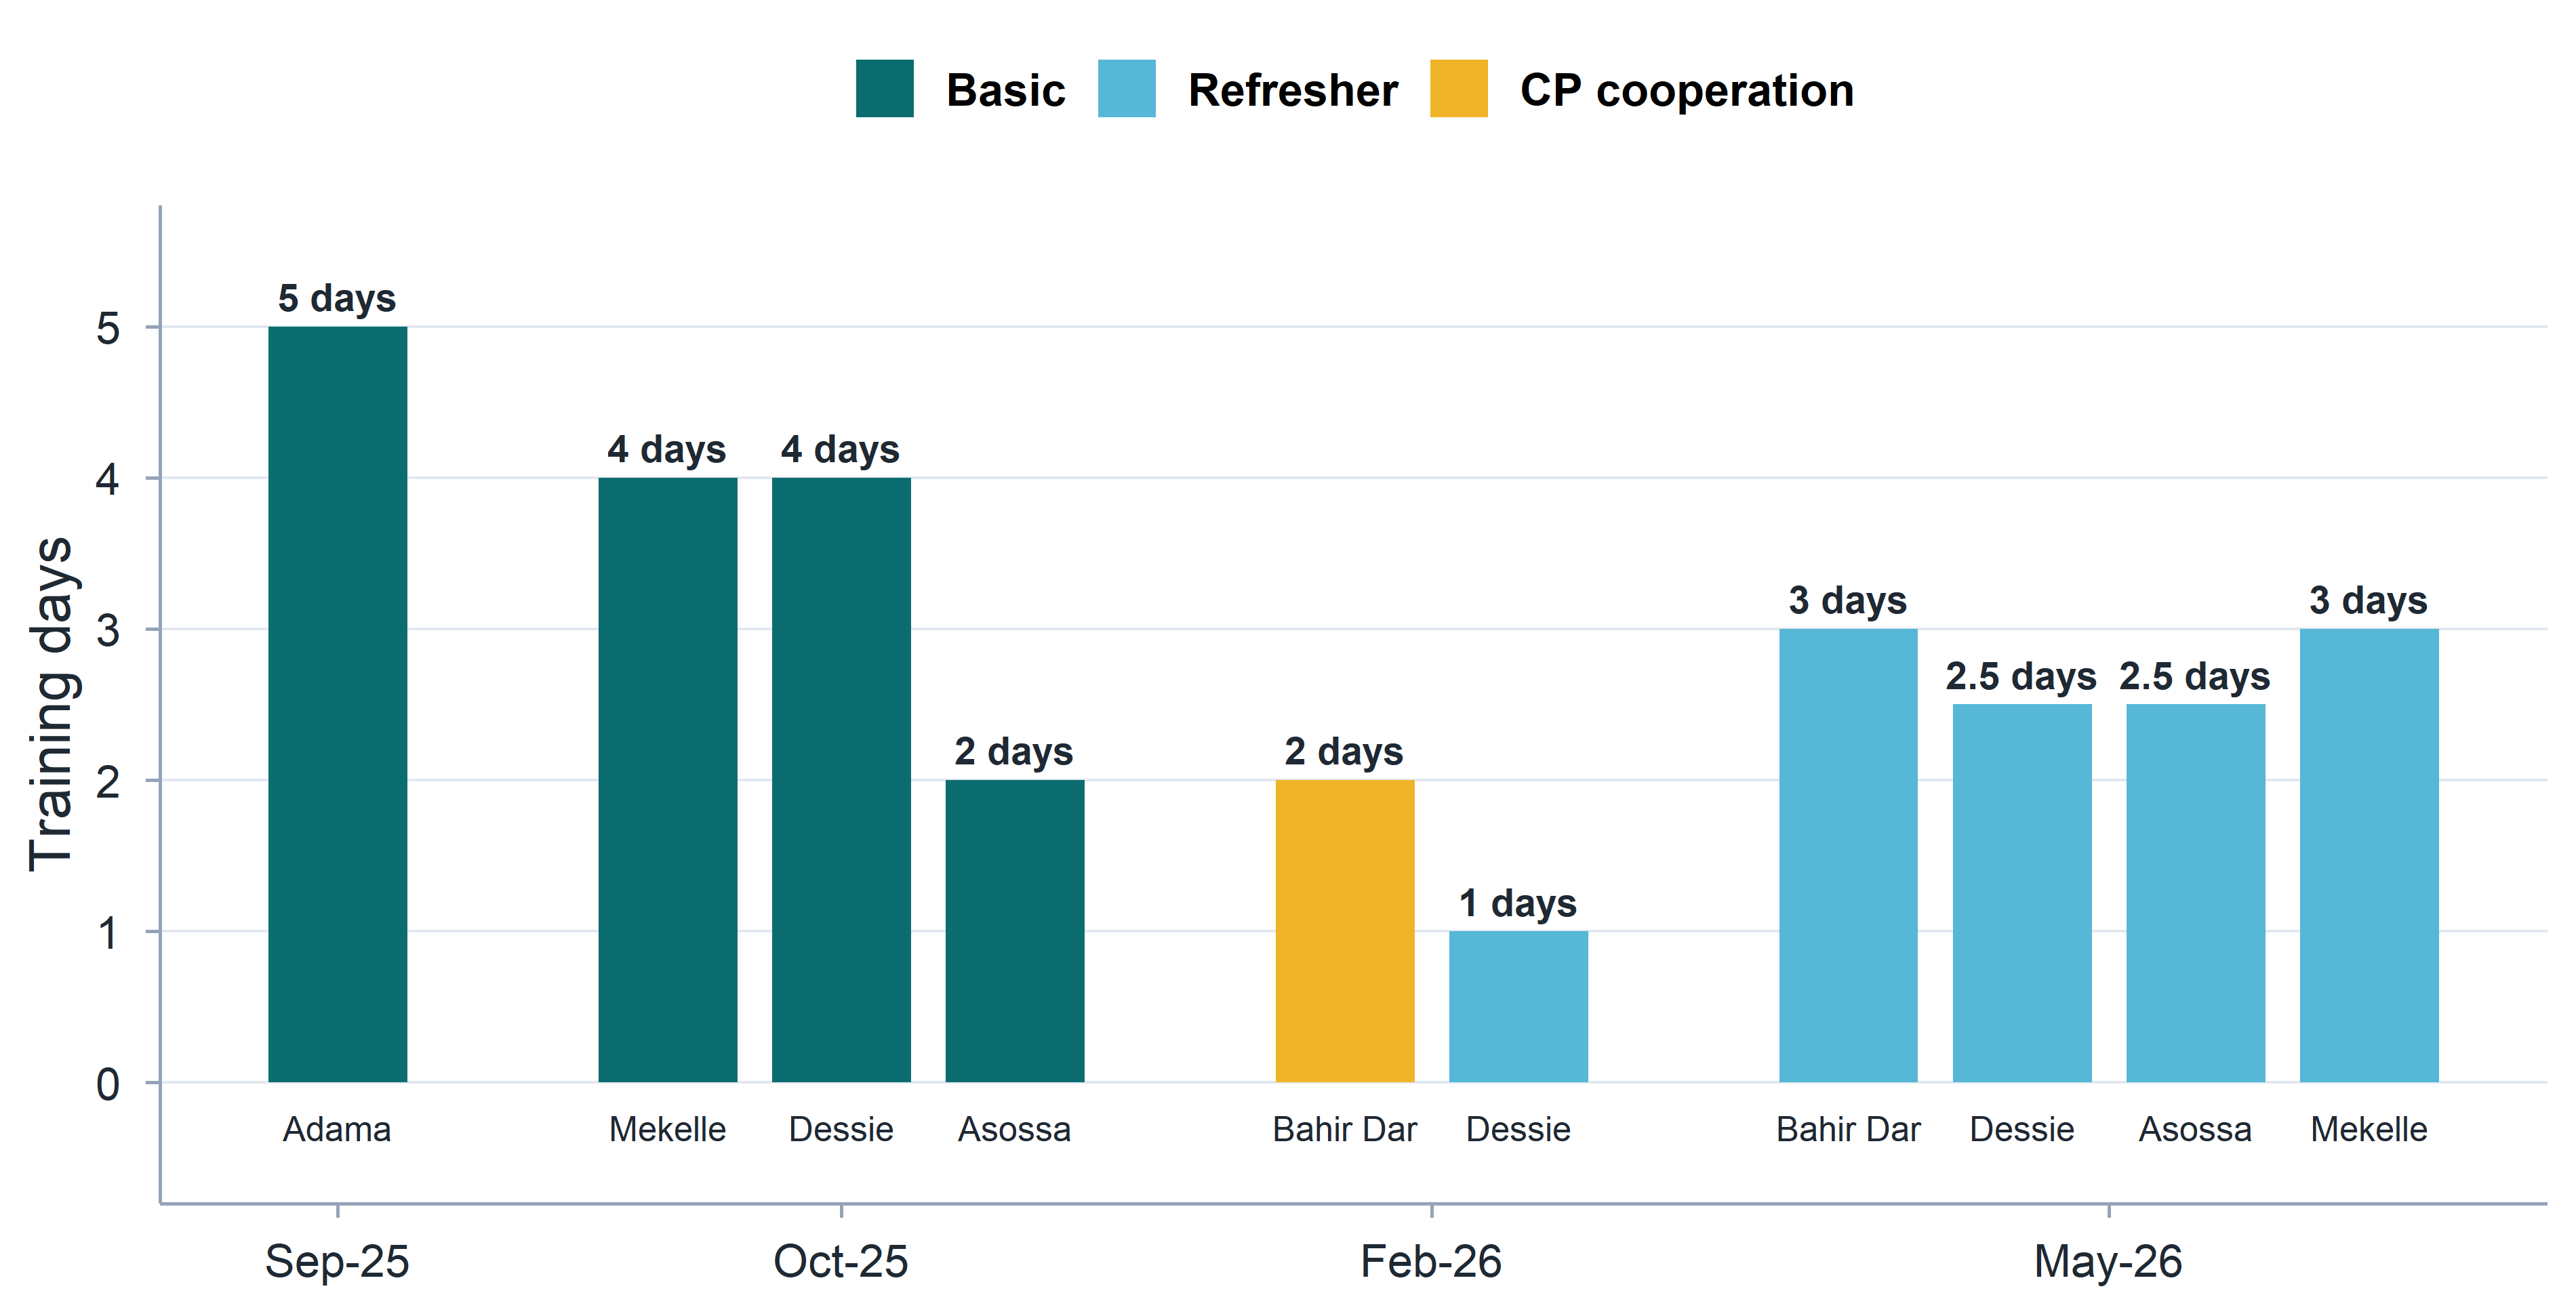 Basic Refresher CP cooperation
Training days
5 days
4 days 4 days
2 days
2 days
1 days
3 days
2.5 days 2.5 days
3 days
5
4
3
2
1
0
Adama Mekelle Dessie Asossa Bahir Dar Dessie Bahir Dar Dessie Asossa Mekelle
Sep-25 Oct-25 Feb-26 May-26